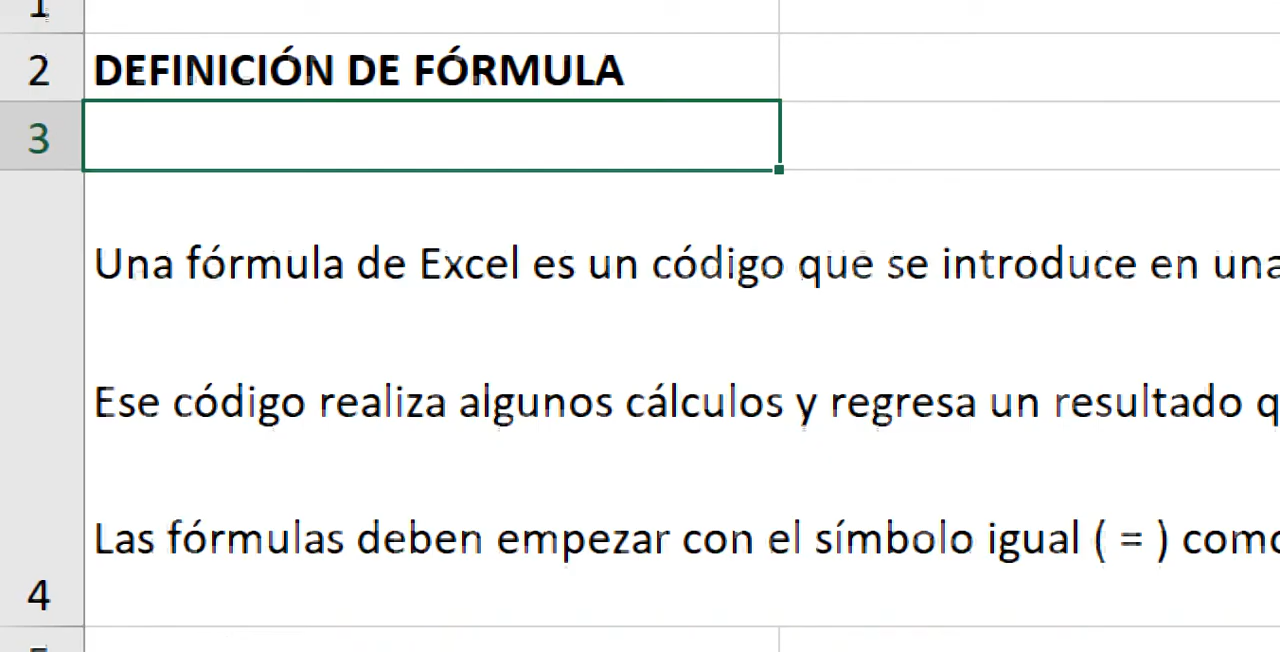 1
2 DEFINICIÓN DE FÓRMULA
3
Una fórmula de Excel es un código que se introduce en una
Ese código realiza algunos cálculos y regresa un resultado q
Las fórmulas deben empezar con el símbolo igual ( = ) como
4